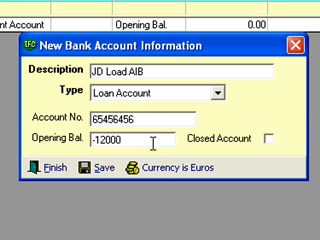 nt Account Opening Bal. 0.00
TFC New Bank Account Information
Description JD Load AIB
Type Loan Account
Account No. 65456456
Opening Bal. -12000 Closed Account
Finish Save Currency is Euros